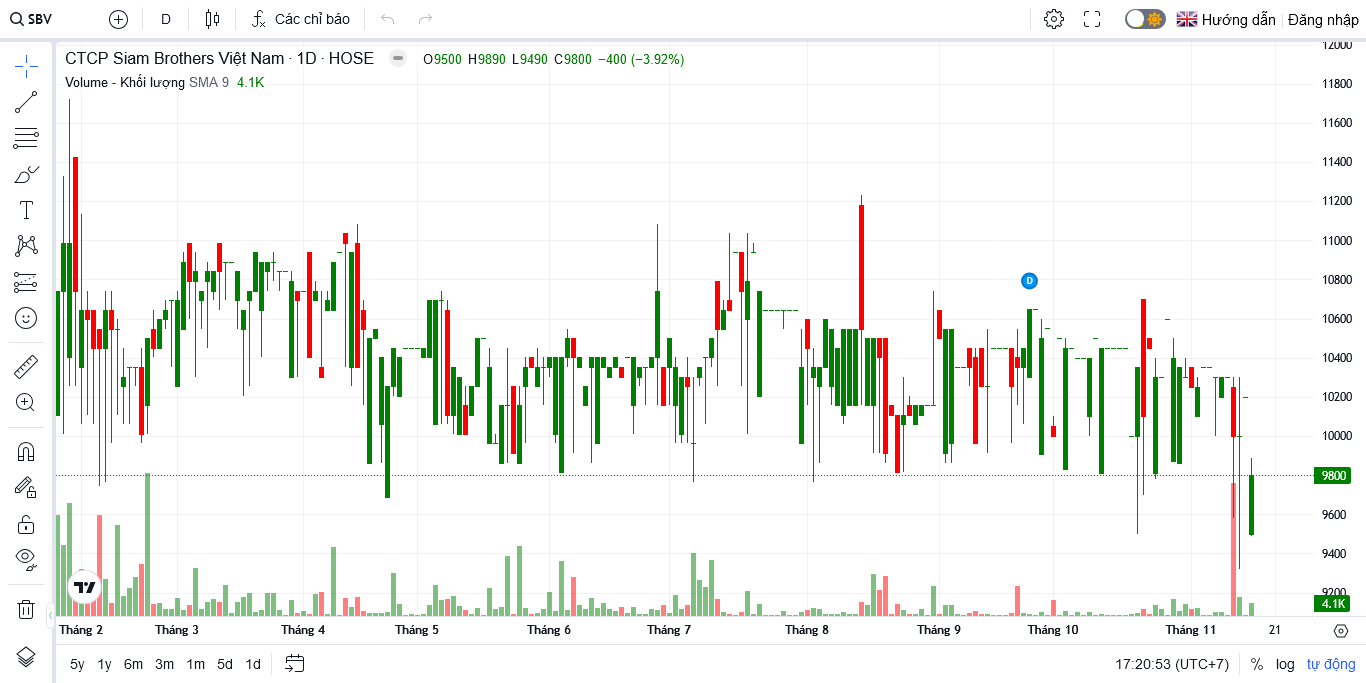 SBV D Các chỉ báo Hướng dẫn Đăng nhập
CTCP Siam Brothers Việt Nam · 1D · HOSE O9500 H9890 L9490 C9800 −400 (−3.92%)
Volume - Khối lượng SMA 9 4.1K
12000
11800
11600
11400
11200
11000
10800
D
10600
10400
10200
10000
9800
9600
9400
9200
4.1K
Tháng 2 Tháng 3 Tháng 4 Tháng 5 Tháng 6 Tháng 7 Tháng 8 Tháng 9 Tháng 10 Tháng 11 21
5y 1y 6m 3m 1m 5d 1d 17:20:53 (UTC+7) % log tự động